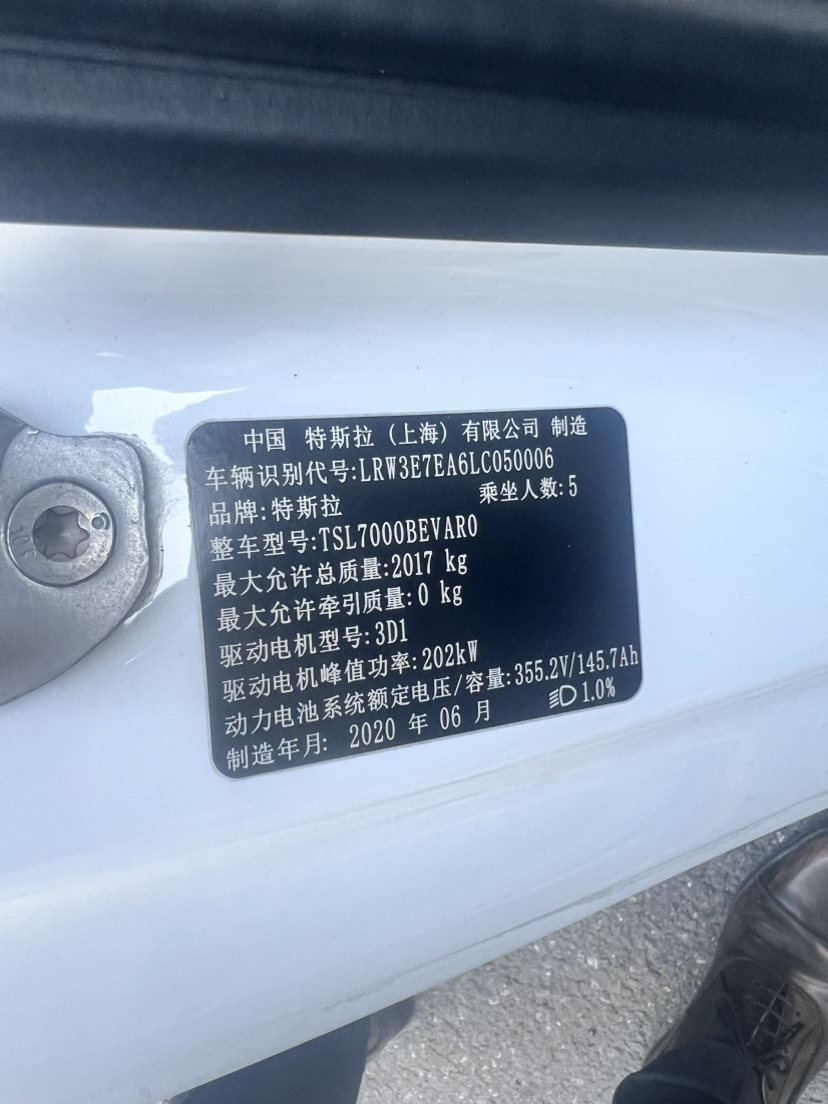 中国 特斯拉 (上海) 有限公司 制造
车辆识别代号:LRW3E7EA6LC050006
品牌:特斯拉 乘坐人数:5
整车型号:TSL7000BEVAR0
最大允许总质量:2017 kg
最大允许牵引质量:0 kg
驱动电机型号:3D1
驱动电机峰值功率:202kW
动力电池系统额定电压/容量:355.2V/145.7Ah
制造年月: 2020 年 06 月 1.0%